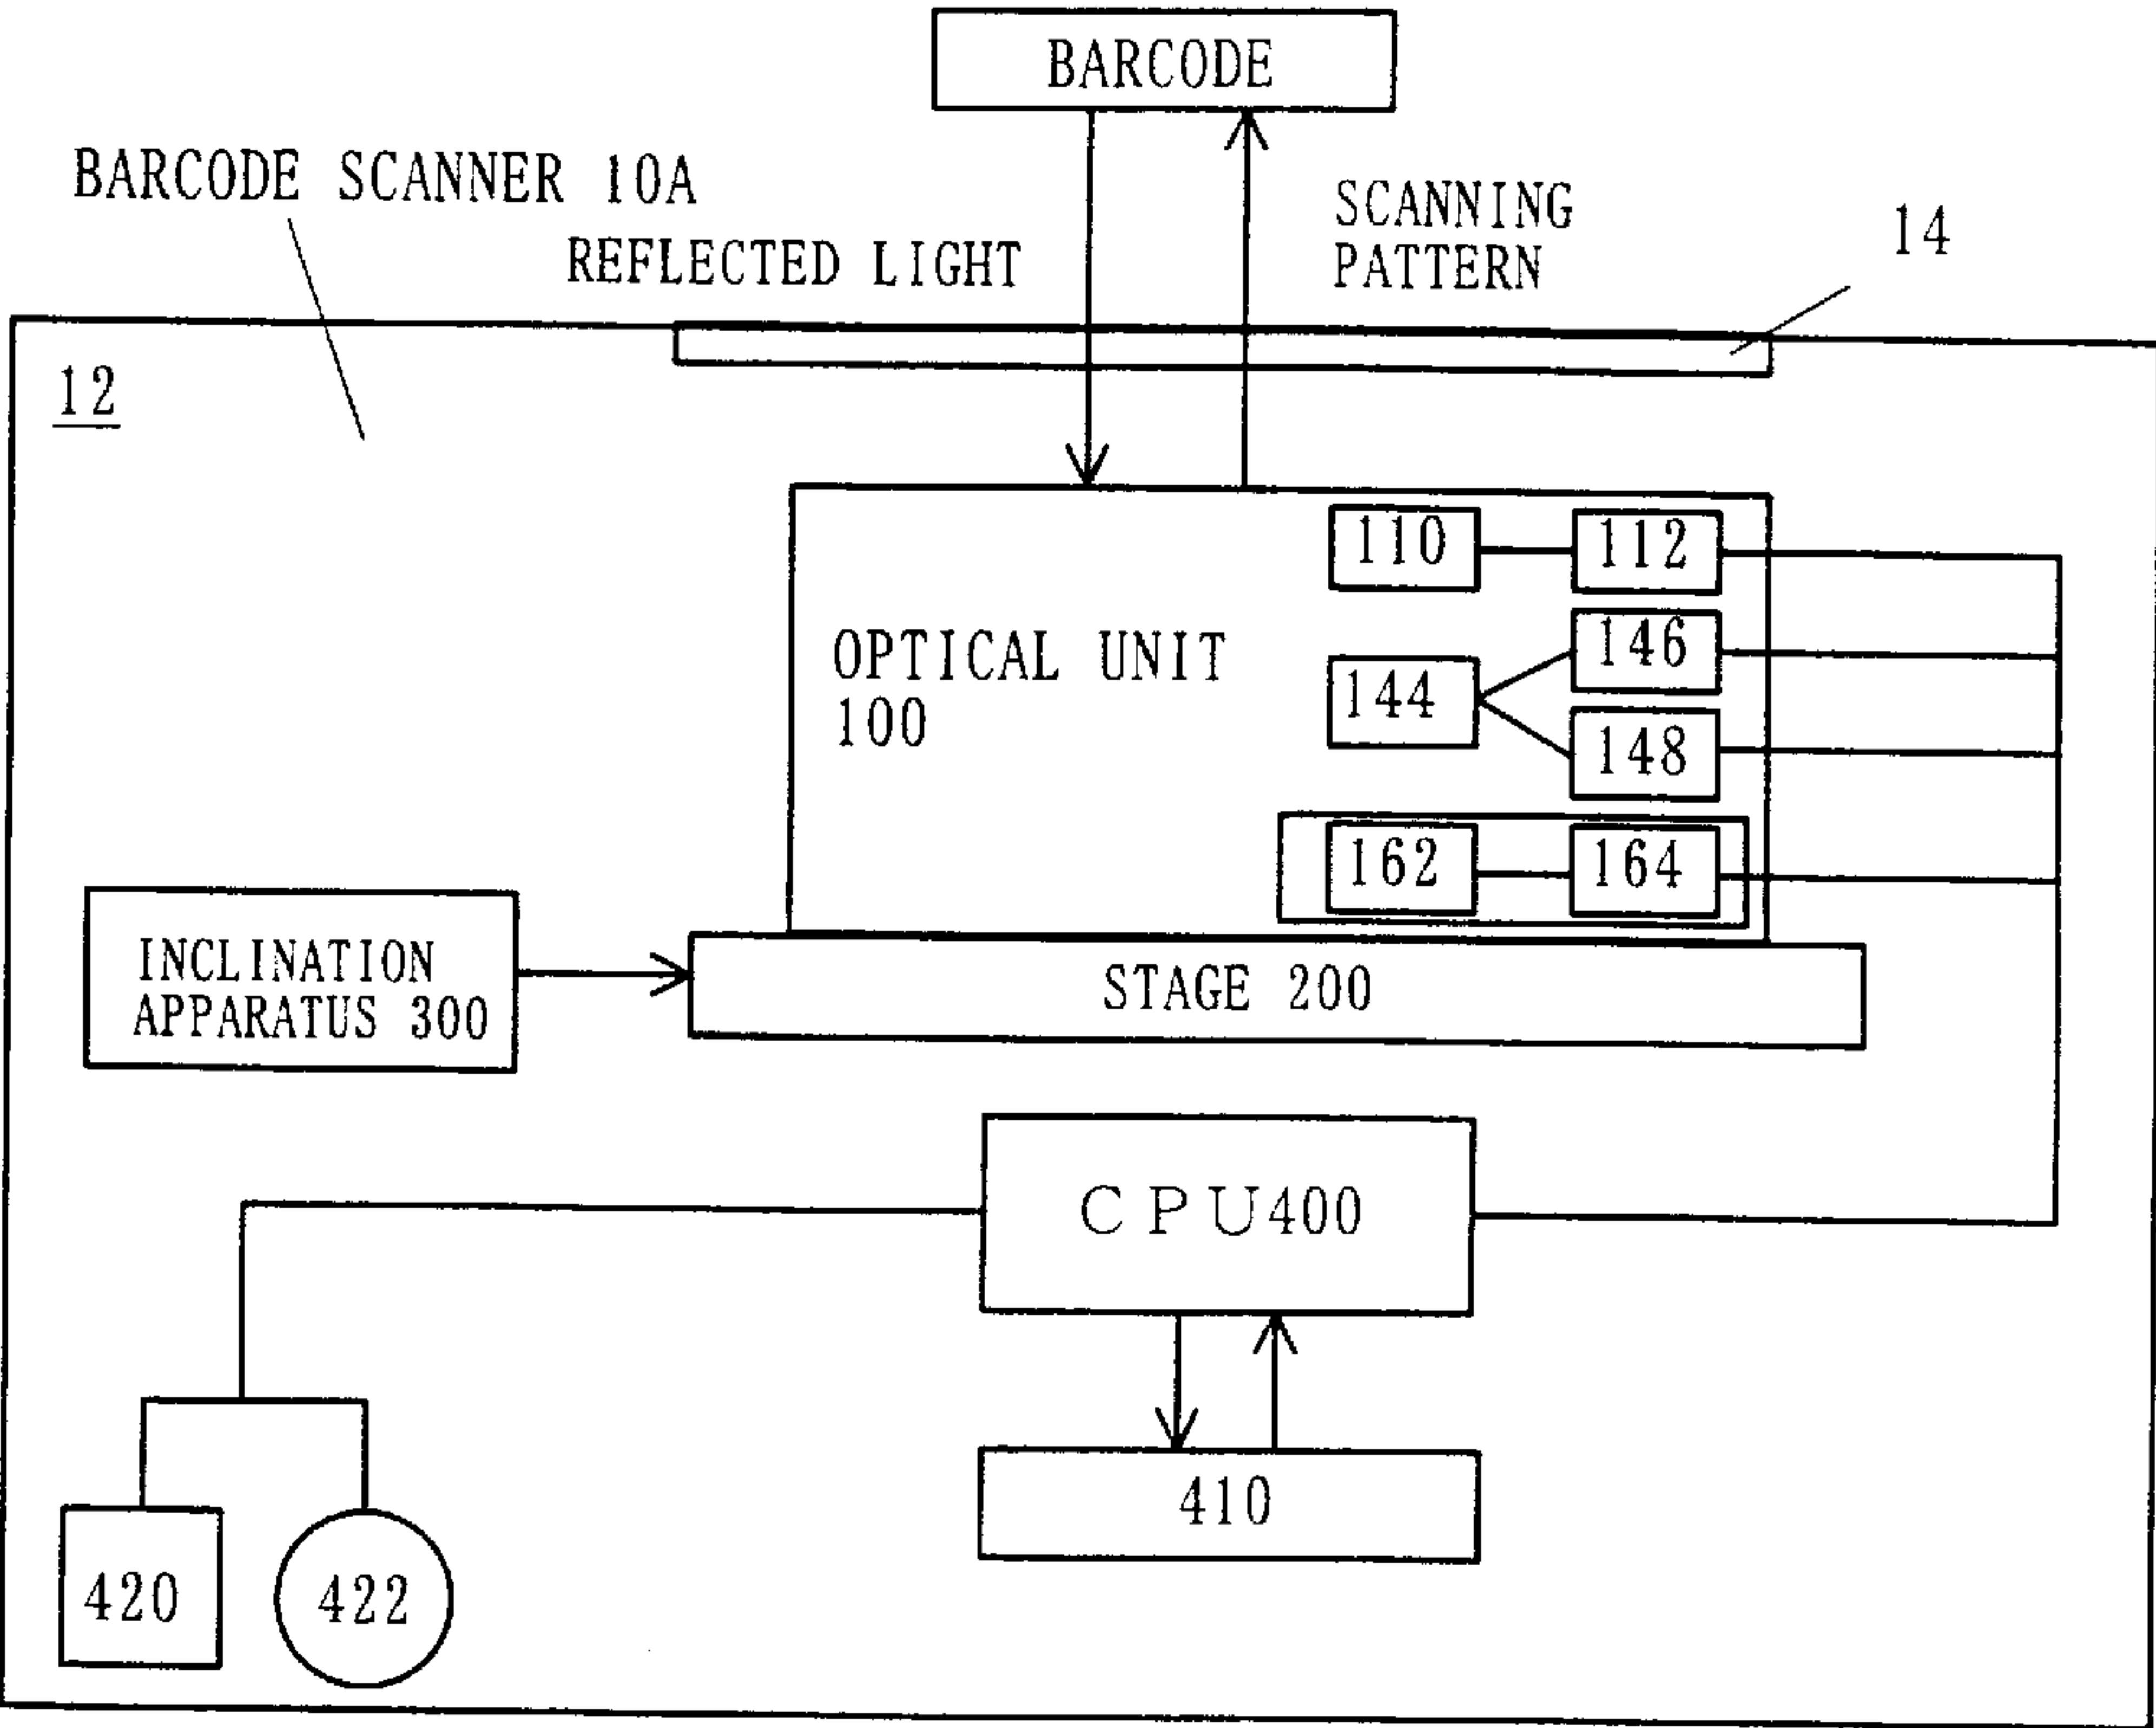 BARCODE
BARCODE SCANNER 10A
REFLECTED LIGHT
SCANNING
PATTERN
14
12
110
112
OPTICAL UNIT
100
146
144
148
162
164
INCLINATION
APPARATUS 300
STAGE 200
CPU400
410
420
422